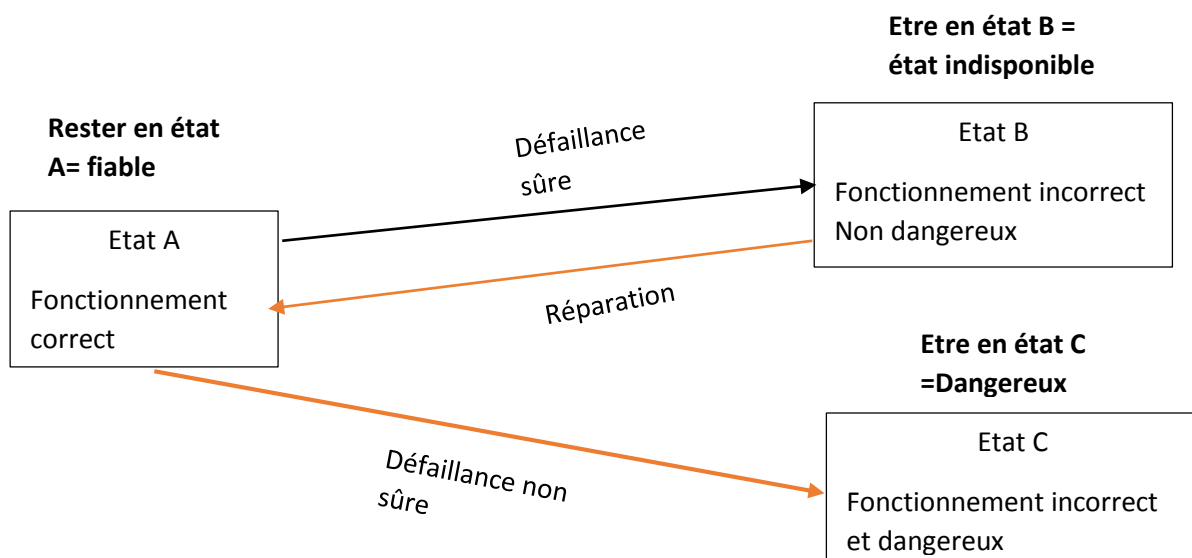 Rester en état
A= fiable
Etat A
Fonctionnement
correct
Défaillance
sûre
Réparation
Défaillance non
sûre
Etre en état B =
état indisponible
Etat B
Fonctionnement incorrect
Non dangereux
Etre en état C
=Dangereux
Etat C
Fonctionnement incorrect
et dangereux